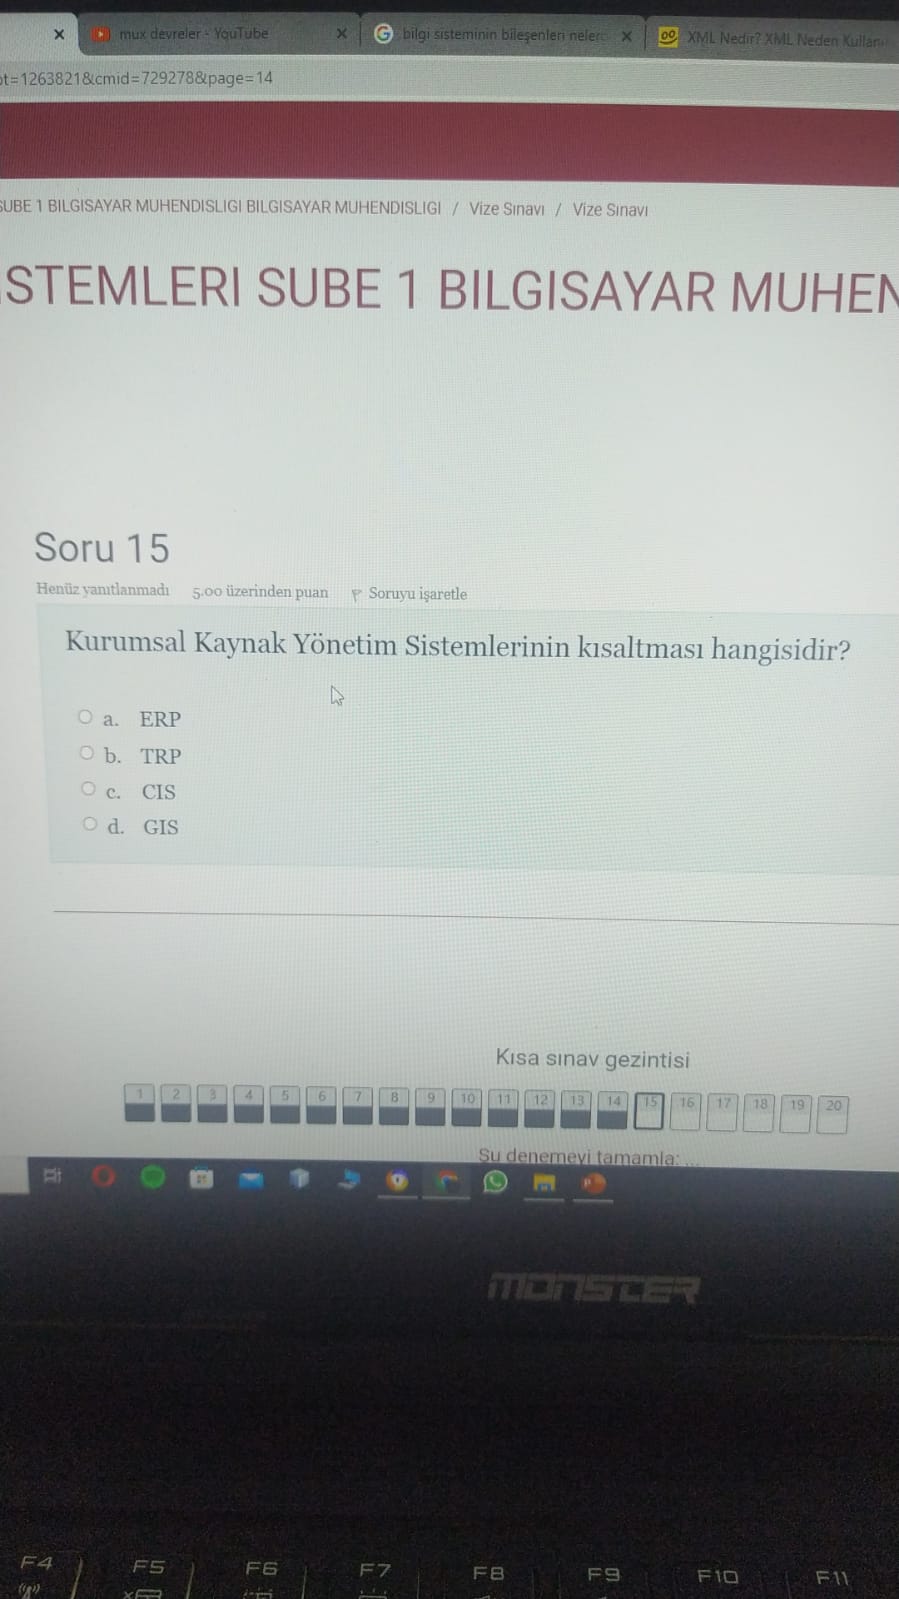 mux devreler - YouTube
bilgi sisteminin bileşenleri neler
XML Nedir? XML Neden Kullanı
ot=1263821&cmid=729278&page=14
SUBE 1 BILGISAYAR MUHENDISLIGI BILGISAYAR MUHENDISLIGI / Vize Sınavı / Vize Sınavı
ISTEMLERI SUBE 1 BILGISAYAR MUHEN
Soru 15
Henüz yanıtlanmadı 5,00 üzerinden puan Soruyu işaretle
Kurumsal Kaynak Yönetim Sistemlerinin kısaltması hangisidir?
a. ERP
b. TRP
c. CIS
d. GIS
Kısa sınav gezintisi
1 2 3 4 5 6 7 8 9 10 11 12 13 14 15 16 17 18 19 20
Şu denemeyi tamamla: ...
MONSTER
F4 F5 F6 F7 F8 F9 F10 F11